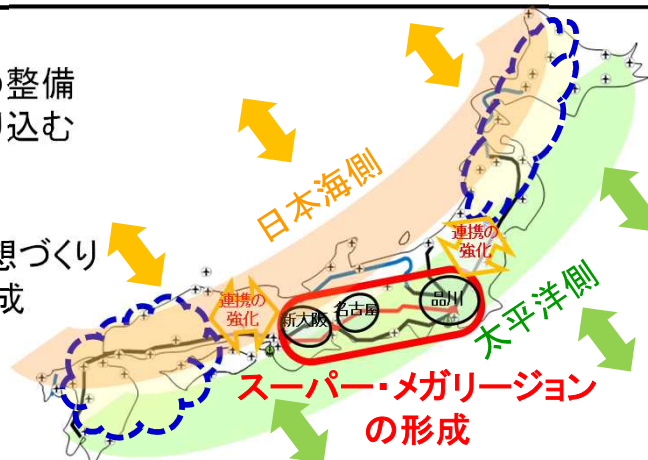 の整備
り込む
想づくり
成
日本海側
連携の
強化
連携の
強化
新大阪
名古屋
品川
太平洋側
スーパー・メガリージョン
の形成